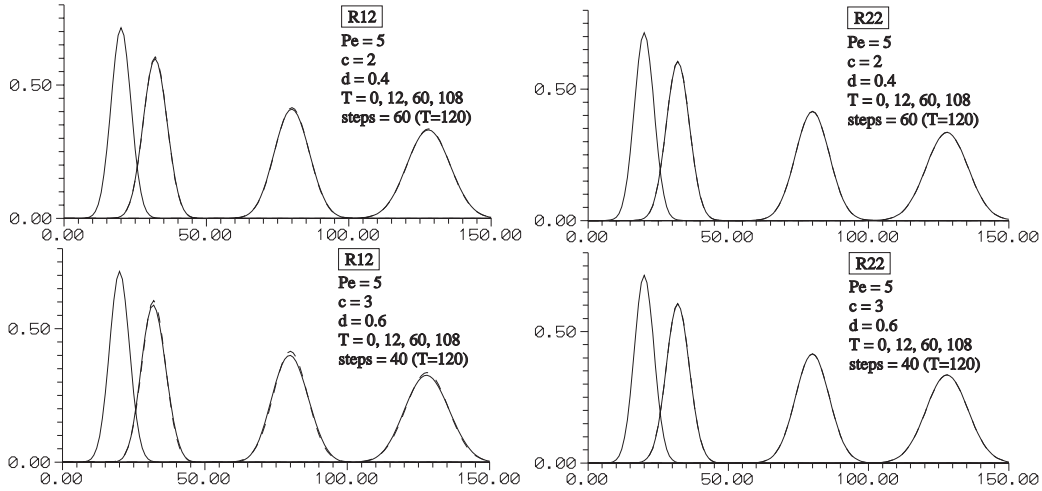 R12
Pe = 5
c = 2
d = 0.4
T = 0, 12, 60, 108
steps = 60 (T=120)
0.50
0.00
0.00 50.00 100.00 150.00
R22
Pe = 5
c = 2
d = 0.4
T = 0, 12, 60, 108
steps = 60 (T=120)
0.50
0.00
0.00 50.00 100.00 150.00
R12
Pe = 5
c = 3
d = 0.6
T = 0, 12, 60, 108
steps = 40 (T=120)
0.50
0.00
0.00 50.00 100.00 150.00
R22
Pe = 5
c = 3
d = 0.6
T = 0, 12, 60, 108
steps = 40 (T=120)
0.50
0.00
0.00 50.00 100.00 150.00